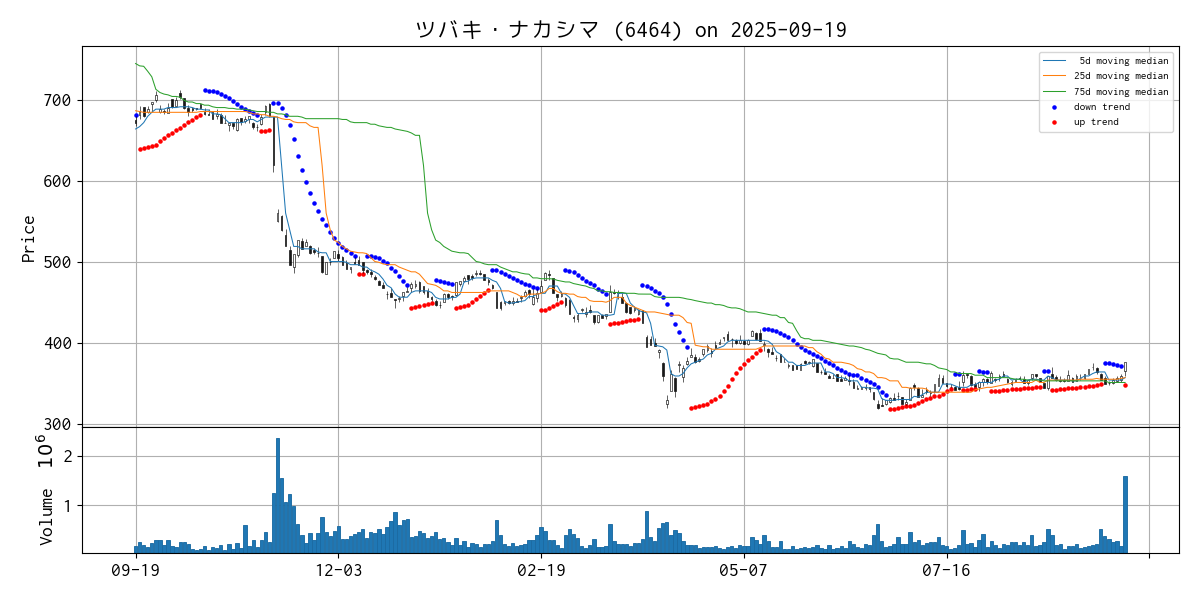 ツバキ・ナカシマ (6464) on 2025-09-19
5d moving median
25d moving median
75d moving median
down trend
up trend
Price
700
600
500
400
300
Volume 10^6
2
1
09-19
12-03
02-19
05-07
07-16